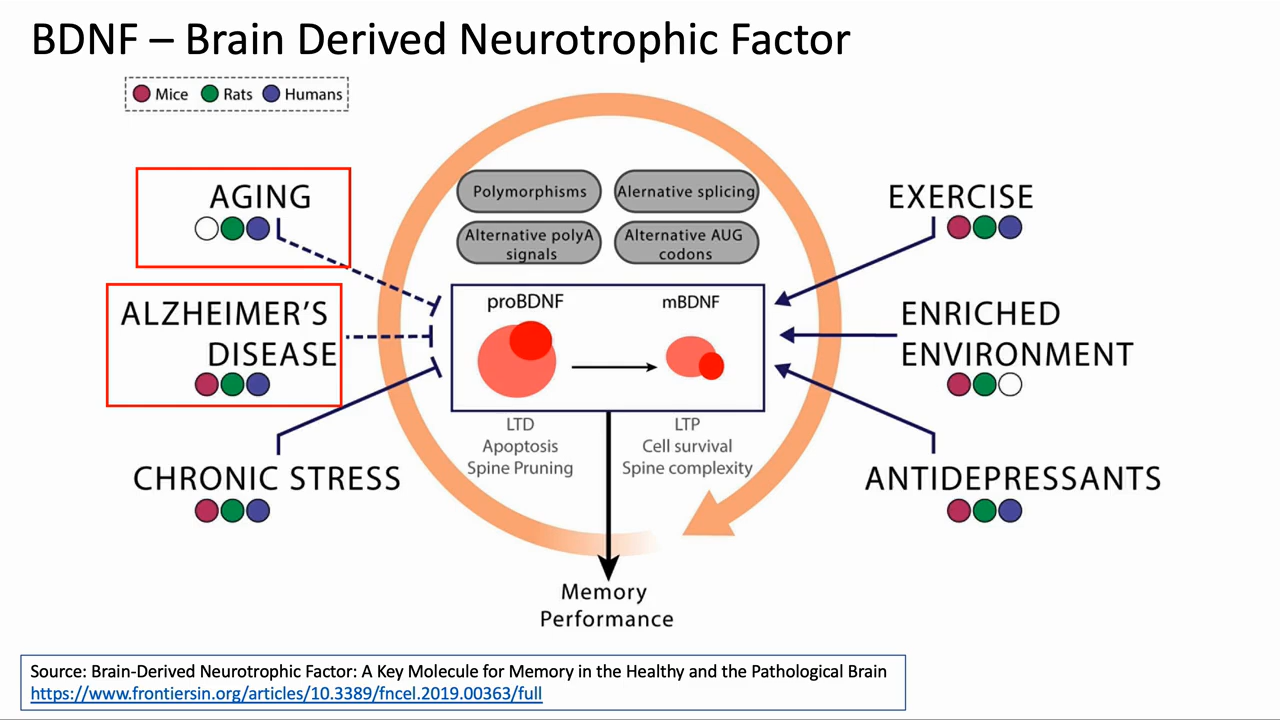 BDNF – Brain Derived Neurotrophic Factor
Mice Rats Humans
AGING
ALZHEIMER'S
DISEASE
CHRONIC STRESS
Polymorphisms
Alernative splicing
Alternative polyA
signals
Alternative AUG
codons
proBDNF
mBDNF
LTD
Apoptosis
Spine Pruning
LTP
Cell survival
Spine complexity
EXERCISE
ENRICHED
ENVIRONMENT
ANTIDEPRESSANTS
Memory
Performance
Source: Brain-Derived Neurotrophic Factor: A Key Molecule for Memory in the Healthy and the Pathological Brain
https://www.frontiersin.org/articles/10.3389/fncel.2019.00363/full